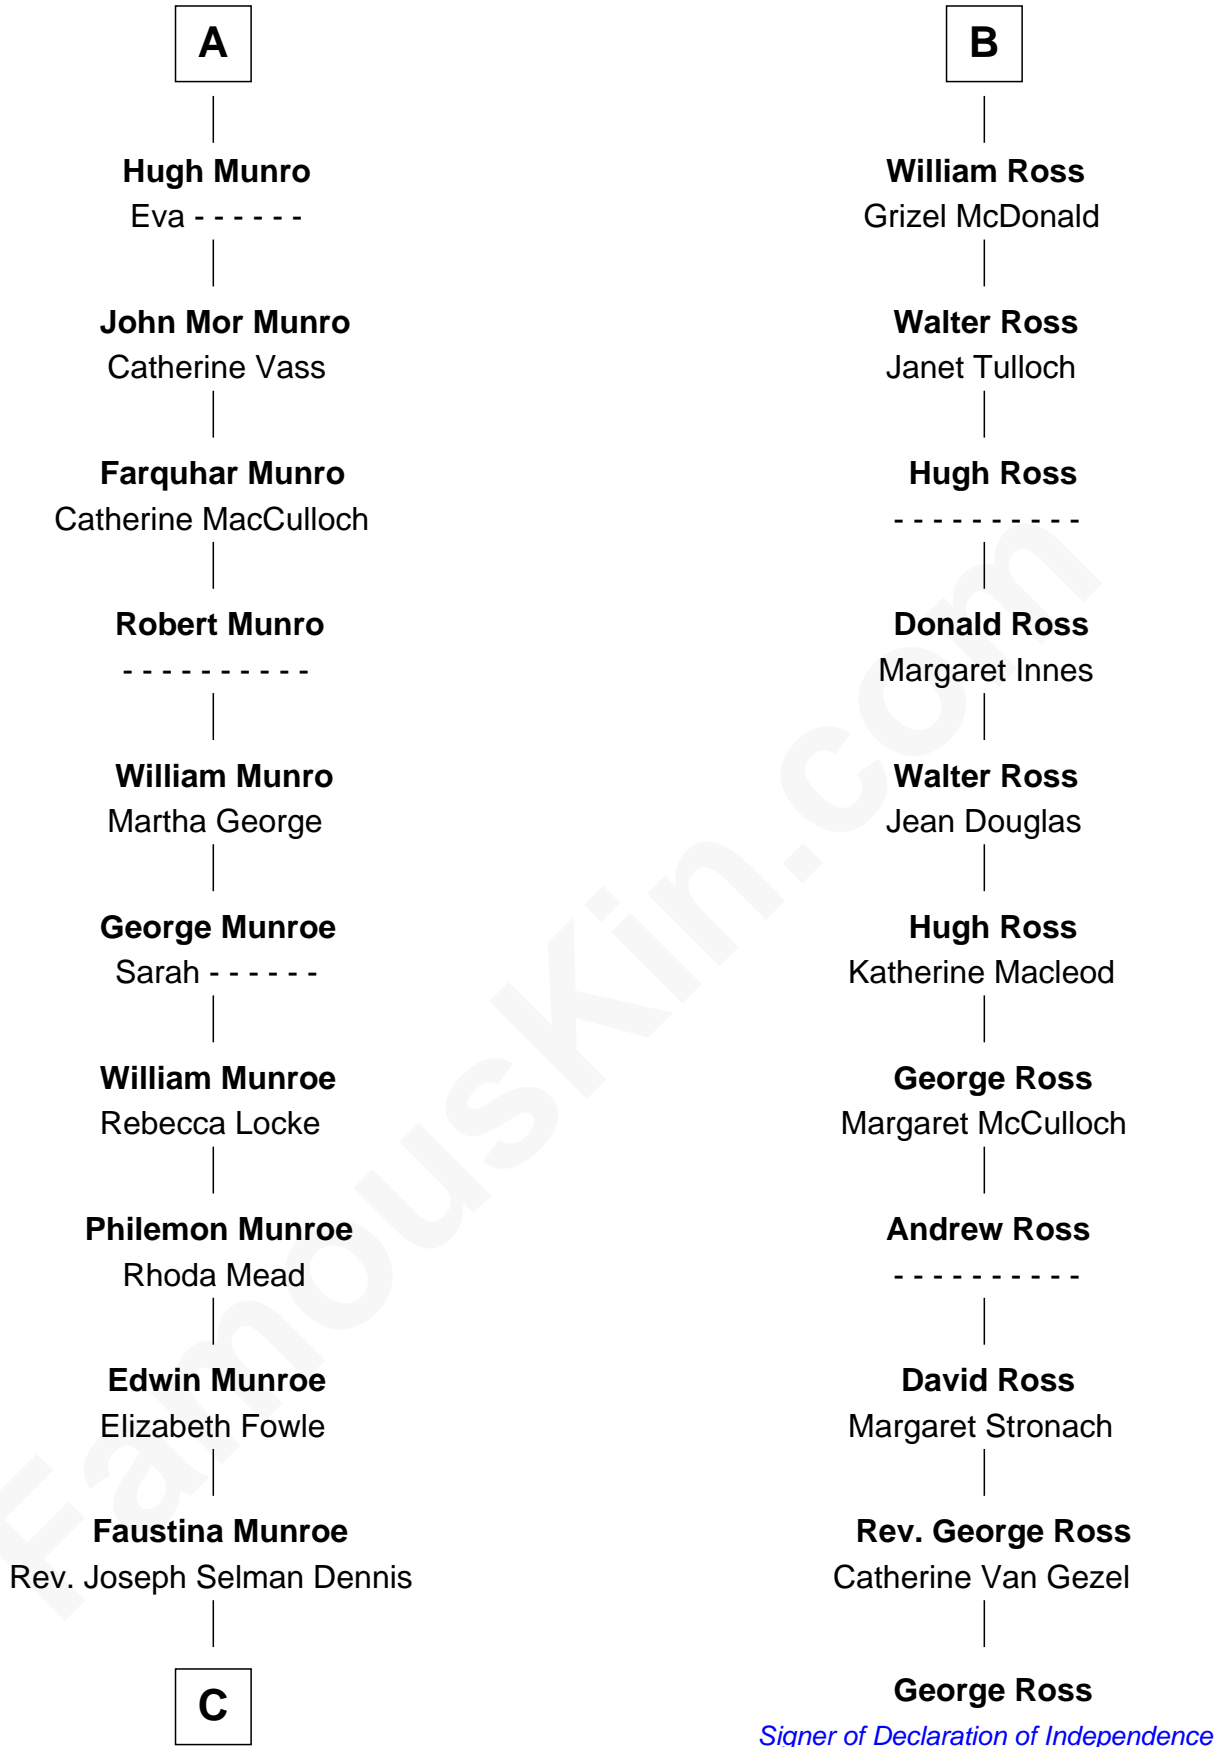 A
Hugh Munro
Eva - - - - - -
John Mor Munro
Catherine Vass
Farquhar Munro
Catherine MacCulloch
Robert Munro
- - - - - - - - - -
William Munro
Martha George
George Munroe
Sarah - - - - - -
William Munroe
Rebecca Locke
Philemon Munroe
Rhoda Mead
Edwin Munroe
Elizabeth Fowle
Faustina Munroe
Rev. Joseph Selman Dennis
C
B
William Ross
Grizel McDonald
Walter Ross
Janet Tulloch
Hugh Ross
- - - - - - - - - -
Donald Ross
Margaret Innes
Walter Ross
Jean Douglas
Hugh Ross
Katherine Macleod
George Ross
Margaret McCulloch
Andrew Ross
- - - - - - - - - -
David Ross
Margaret Stronach
Rev. George Ross
Catherine Van Gezel
George Ross
Signer of Declaration of Independence
FamousKin.com